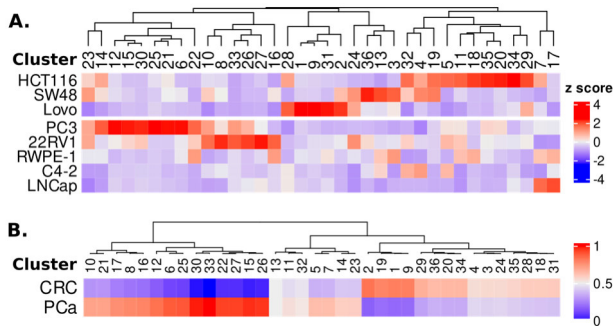 A.
Cluster 23 14 12 15 30 25 21 6 22 10 8 33 26 27 16 28 1 9 31 2 24 36 13 3 32 4 19 5 11 18 35 20 34 29 7 17
HCT116
SW48
Lovo
PC3
22RV1
RWPE-1
C4-2
LNCap
z score
4
2
0
-2
-4
B.
Cluster 10 21 17 8 16 12 6 25 30 33 22 27 15 26 13 11 32 5 7 14 23 2 19 1 9 29 36 20 34 4 3 24 35 28 18 31
CRC
PCa
1
0.5
0